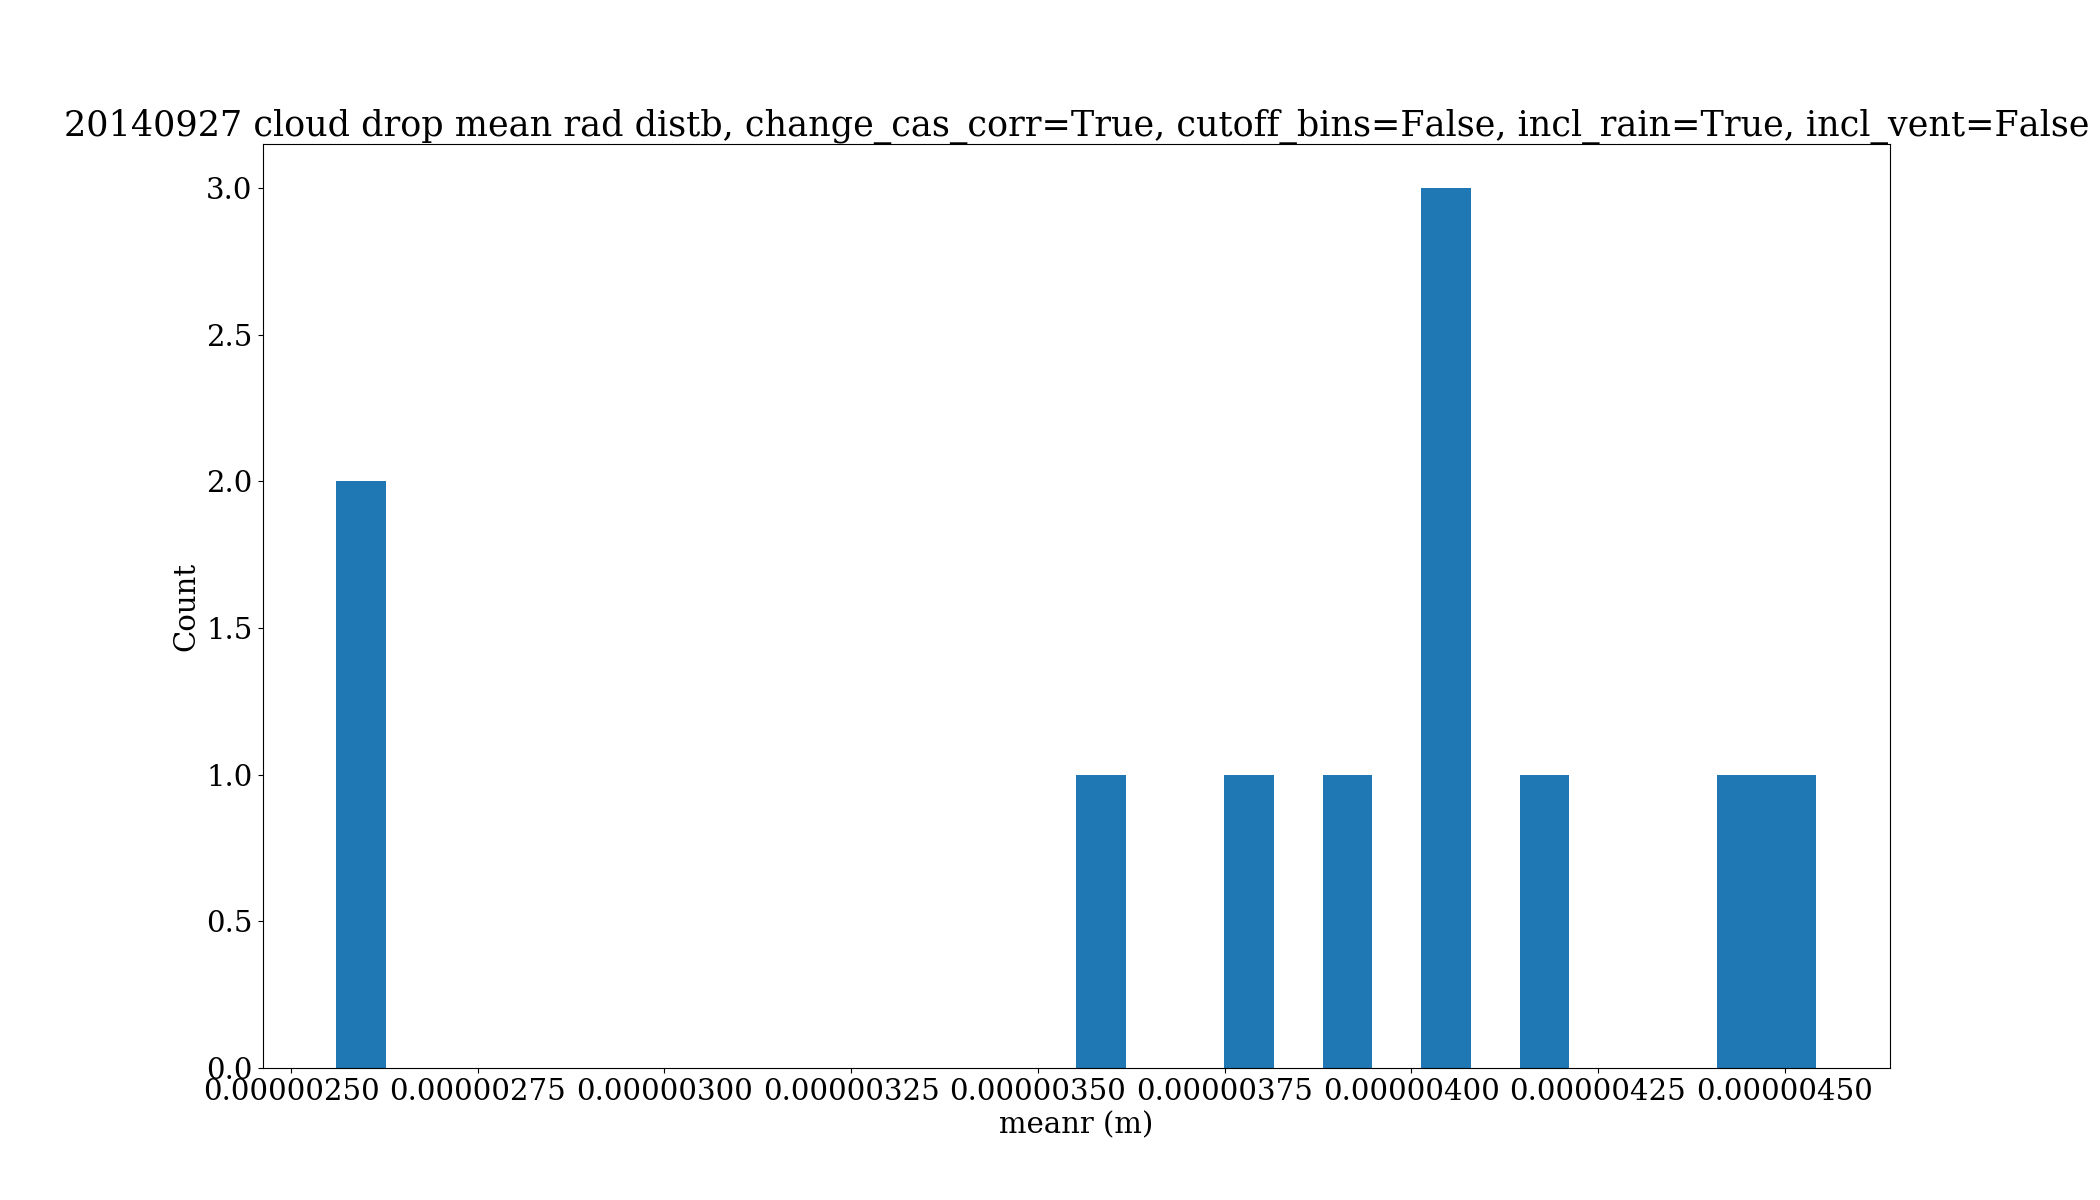 20140927 cloud drop mean rad distb, change_cas_corr=True, cutoff_bins=False, incl_rain=True, incl_vent=False
3.0
2.5
2.0
1.5
1.0
0.5
0.0
Count
0.00000250 0.00000275 0.00000300 0.00000325 0.00000350 0.00000375 0.00000400 0.00000425 0.00000450
meanr (m)